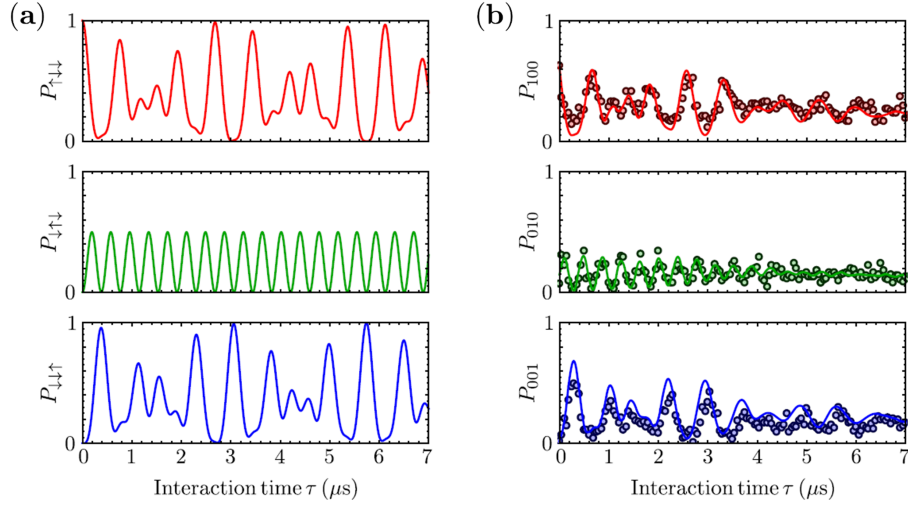 (a) (b)
1 1
P↑↓↓ P100
0 0
1 1
P↓↑↓ P010
0 0
1 1
P↓↓↑ P001
0 0
0 1 2 3 4 5 6 7 0 1 2 3 4 5 6 7
Interaction time τ (μs) Interaction time τ (μs)